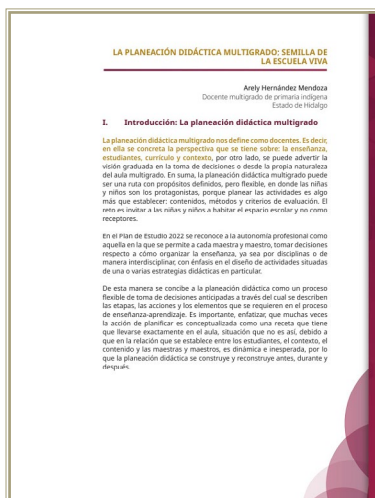 LA PLANEACIÓN DIDÁCTICA MULTIGRADO: SEMILLA DE
LA ESCUELA VIVA
Arely Hernández Mendoza
Docente multigrado de primaria indígena
Estado de Hidalgo
I. Introducción: La planeación didáctica multigrado
La planeación didáctica multigrado nos define como docentes. Es decir,
en ella se concreta la perspectiva que se tiene sobre: la enseñanza,
estudiantes, currículo y contexto, por otro lado, se puede advertir la
visión graduada en la toma de decisiones o desde la propia naturaleza
del aula multigrado. En suma, la planeación didáctica multigrado puede
ser una ruta con propósitos definidos, pero flexible, en donde las niñas
y niños son los protagonistas, porque planear las actividades es algo
más que establecer: contenidos, métodos y criterios de evaluación. El
reto es invitar a las niñas y niños a habitar el espacio escolar y no como
receptores.
En el Plan de Estudio 2022 se reconoce a la autonomía profesional como
aquella en la que se permite a cada maestra y maestro, tomar decisiones
respecto a cómo organizar la enseñanza, ya sea por disciplinas o de
manera interdisciplinar, con énfasis en el diseño de actividades situadas
de una o varias estrategias didácticas en particular.
De esta manera se concibe a la planeación didáctica como un proceso
flexible de toma de decisiones anticipadas a través del cual se describen
las etapas, las acciones y los elementos que se requieren en el proceso
de enseñanza-aprendizaje. Es importante, enfatizar, que muchas veces
la acción de planificar es conceptualizada como una receta que tiene
que llevarse exactamente en el aula, situación que no es así, debido a
que en la relación que se establece entre los estudiantes, el contexto, el
contenido y las maestras y maestros, es dinámica e inesperada, por lo
que la planeación didáctica se construye y reconstruye antes, durante y
después.